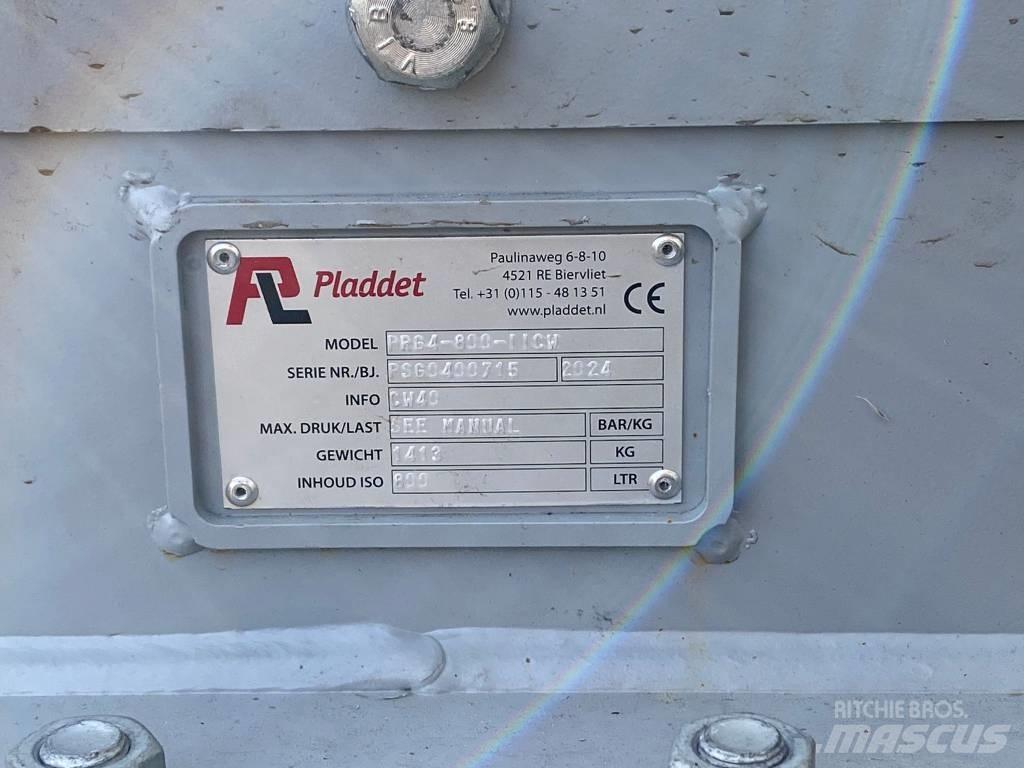 Pladdet
Paulinaweg 6-8-10
4521 RE Biervliet
Tel. +31 (0)115 - 48 13 51
www.pladdet.nl
CE
MODEL PRG4-800-IICW
SERIE NR./BJ. PSG0400715 2024
INFO CW40
MAX. DRUK/LAST SEE MANUAL BAR/KG
GEWICHT 1413 KG
INHOUD ISO 800 LTR
RITCHIE BROS.
MASCUS